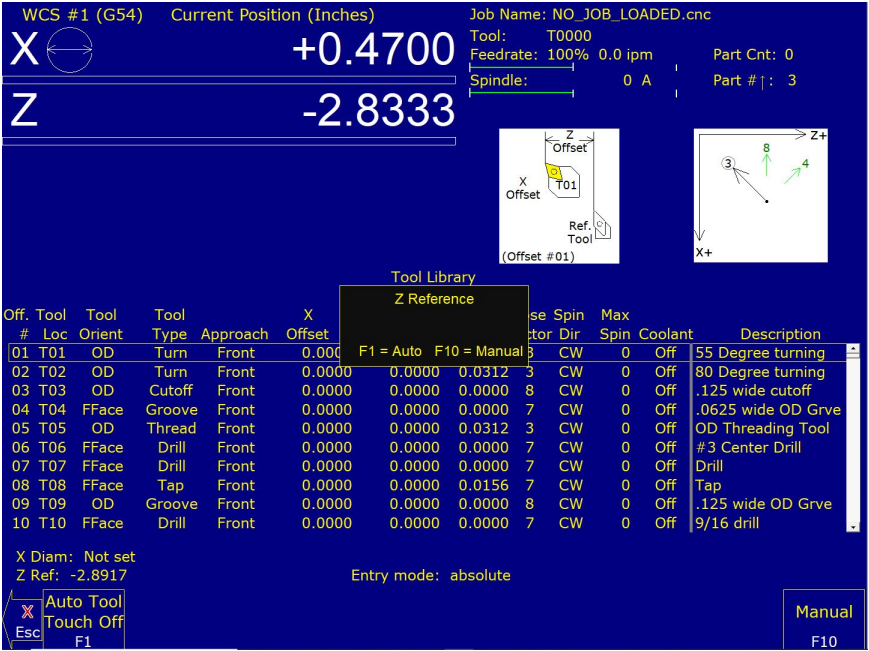 WCS #1 (G54) Current Position (Inches) Job Name: NO_JOB_LOADED.cnc
X +0.4700
Tool: T0000
Feedrate: 100% 0.0 ipm Part Cnt: 0
Spindle: 0 A Part #↑: 3
Z -2.8333
Z
Offset
X
Offset
T01
Ref.
Tool
(Offset #01)
Z+
8
3
4
X+
Tool Library
Z Reference
F1 = Auto F10 = Manual
Off. Tool Tool Tool X Spin Max
# Loc Orient Type Approach Offset Dir Spin Coolant Description
01 T01 OD Turn Front CW 0 Off 55 Degree turning
02 T02 OD Turn Front 0.0000 0.0000 0.0312 3 CW 0 Off 80 Degree turning
03 T03 OD Cutoff Front 0.0000 0.0000 0.0000 8 CW 0 Off .125 wide cutoff
04 T04 FFace Groove Front 0.0000 0.0000 0.0000 7 CW 0 Off .0625 wide OD Grve
05 T05 OD Thread Front 0.0000 0.0000 0.0312 3 CW 0 Off OD Threading Tool
06 T06 FFace Drill Front 0.0000 0.0000 0.0000 7 CW 0 Off #3 Center Drill
07 T07 FFace Drill Front 0.0000 0.0000 0.0000 7 CW 0 Off Drill
08 T08 FFace Tap Front 0.0000 0.0000 0.0156 7 CW 0 Off Tap
09 T09 OD Groove Front 0.0000 0.0000 0.0000 8 CW 0 Off .125 wide OD Grve
10 T10 FFace Drill Front 0.0000 0.0000 0.0000 7 CW 0 Off 9/16 drill
X Diam: Not set
Z Ref: -2.8917 Entry mode: absolute
X
Esc
Auto Tool
Touch Off
F1
Manual
F10